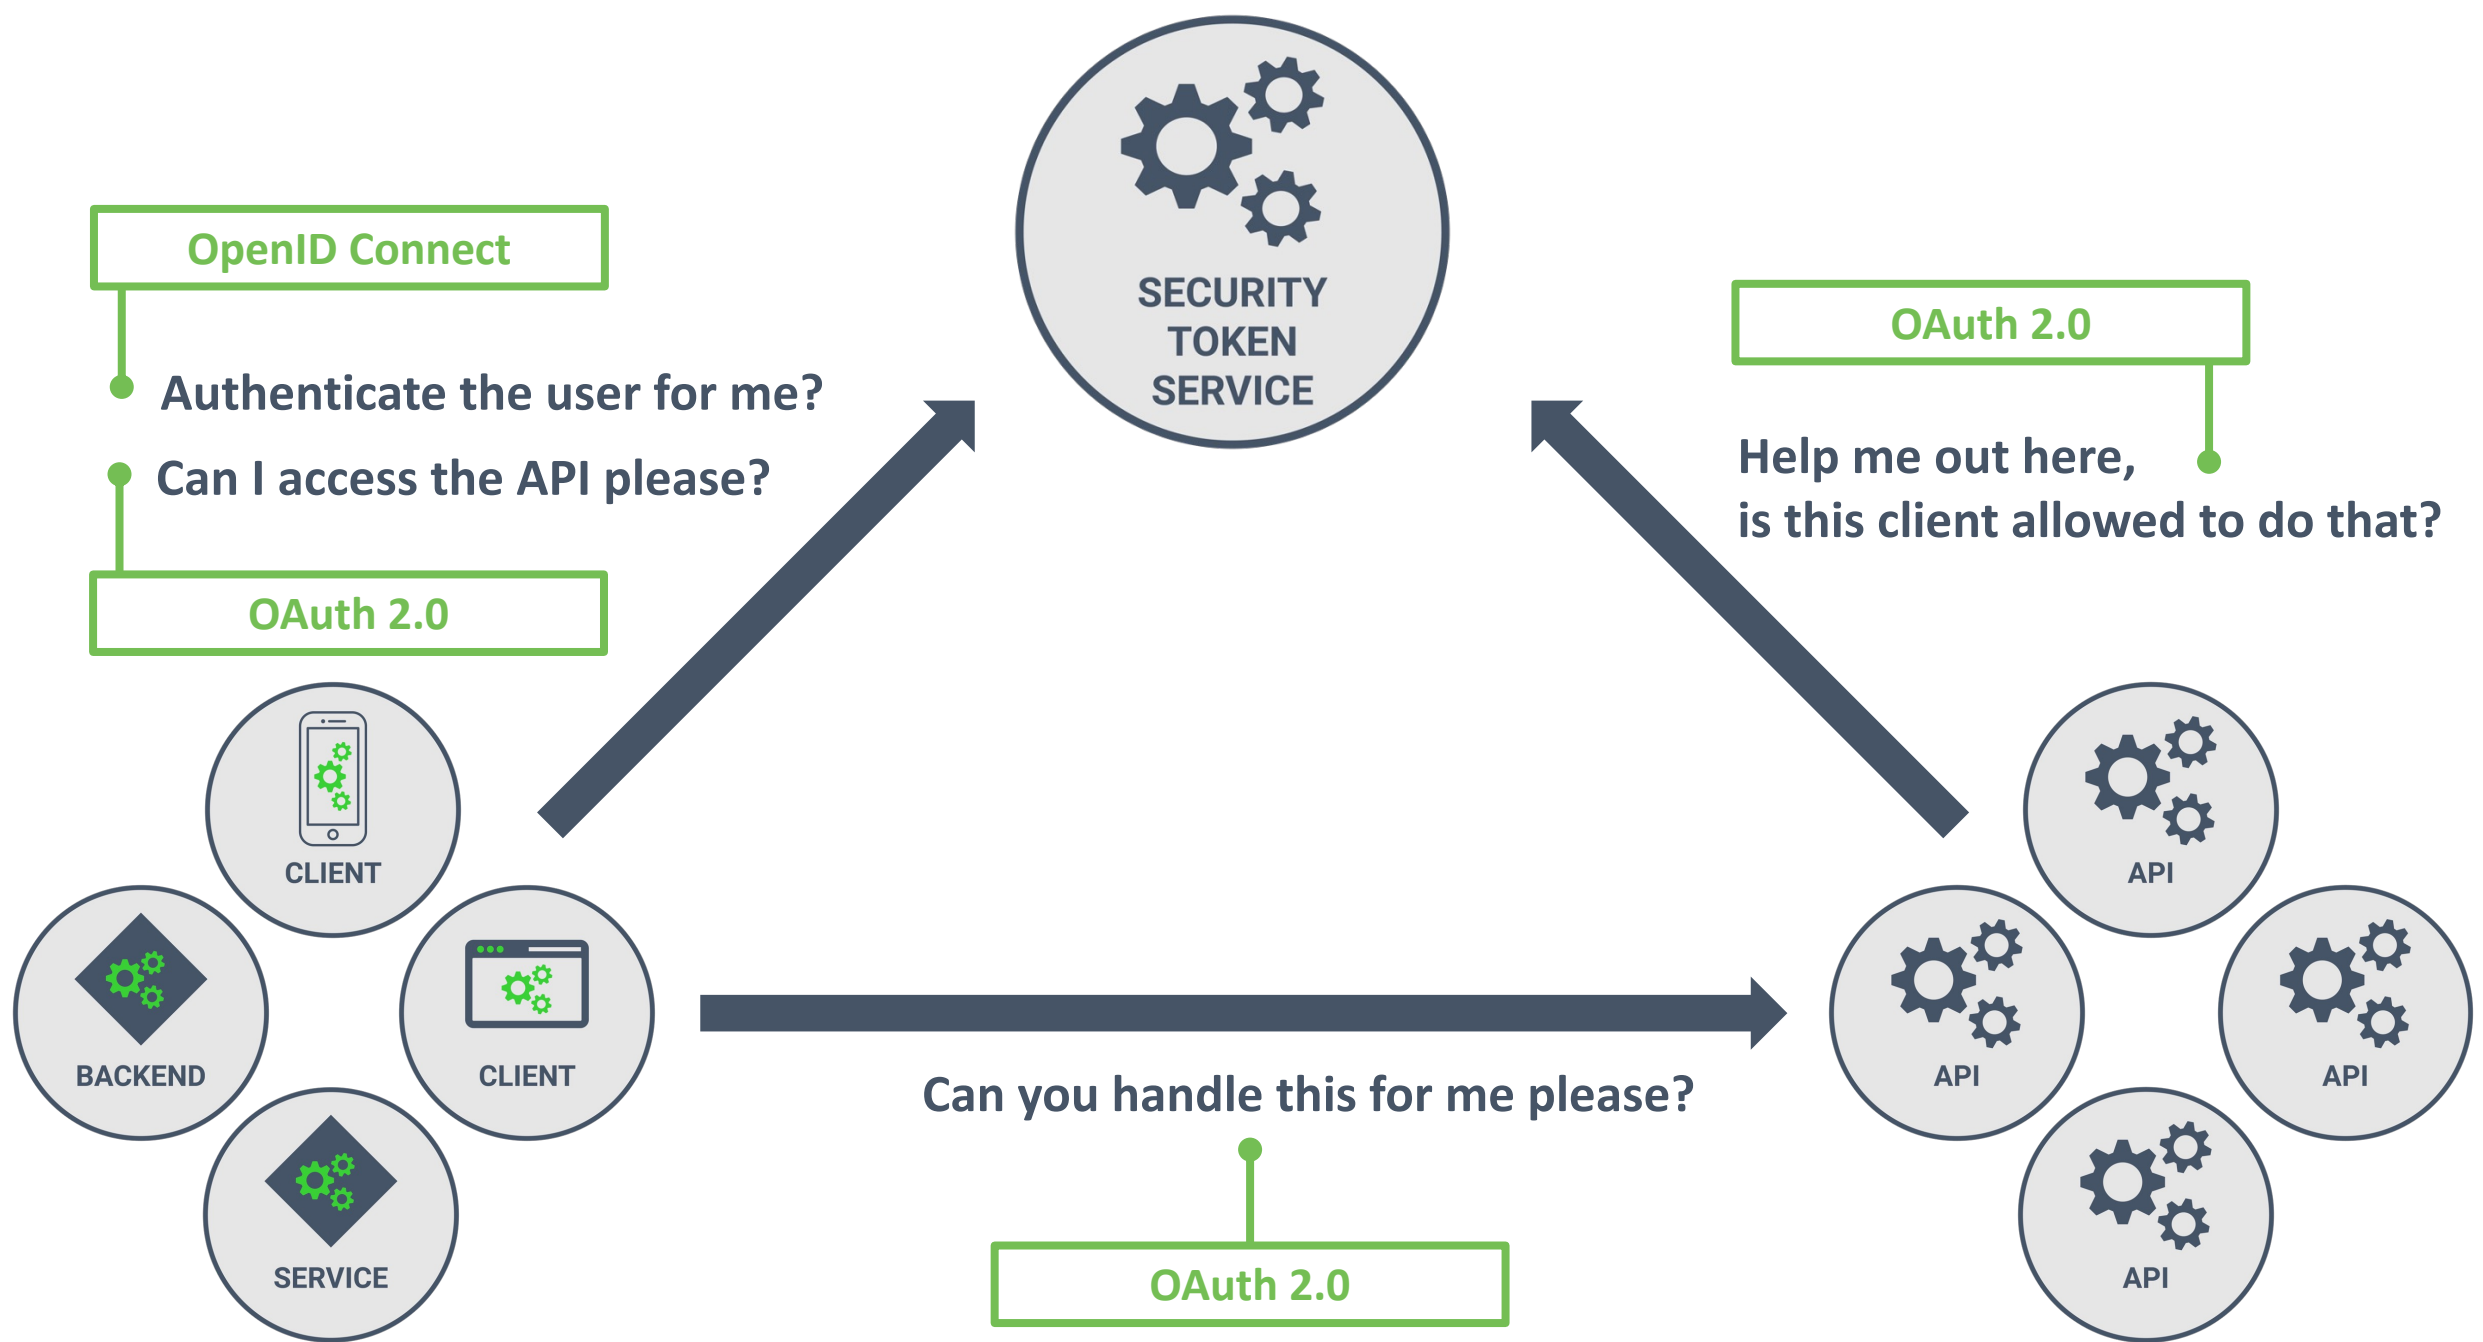 SECURITY
TOKEN
SERVICE
OpenID Connect
Authenticate the user for me?
Can I access the API please?
OAuth 2.0
OAuth 2.0
Help me out here,
is this client allowed to do that?
CLIENT
BACKEND
CLIENT
SERVICE
Can you handle this for me please?
OAuth 2.0
API
API
API
API